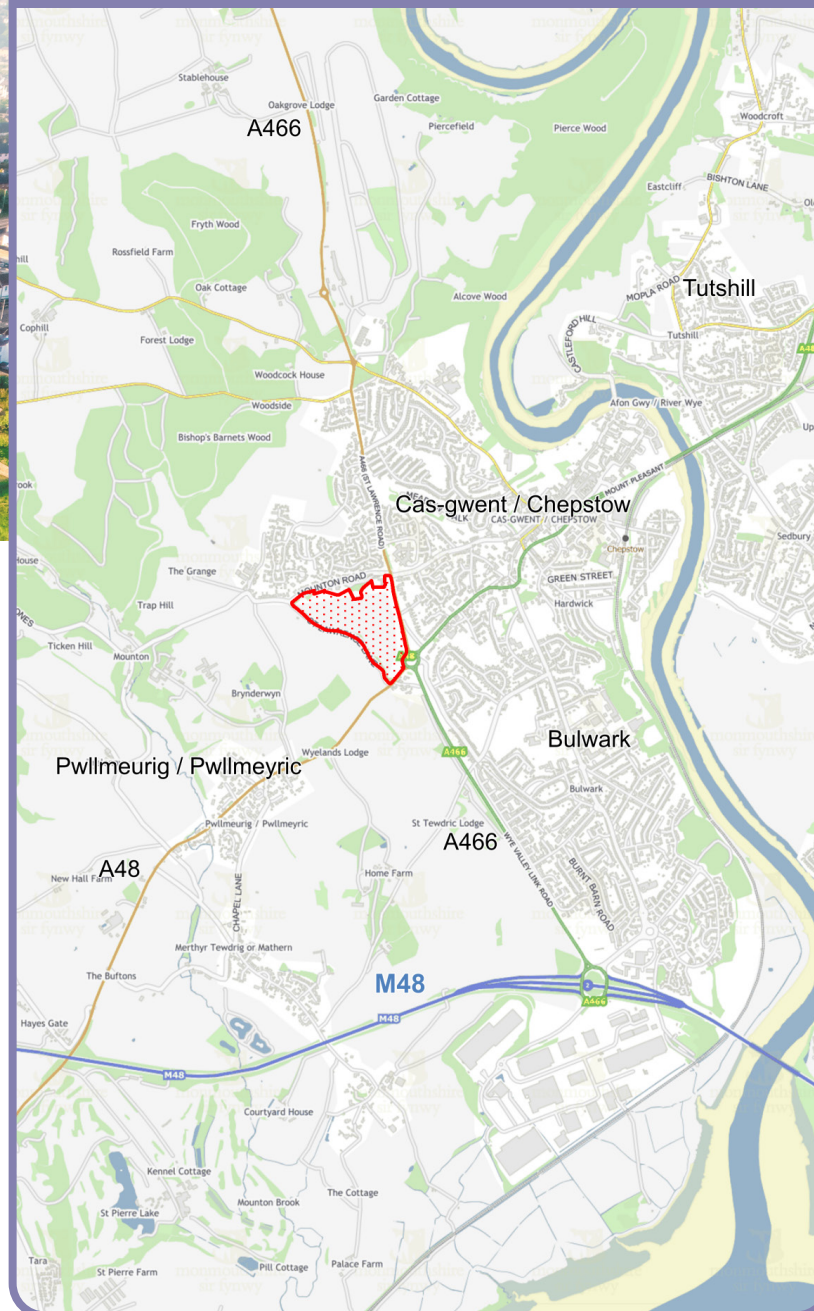 Stablehouse
Oakgrove Lodge
Garden Cottage
A466
Piercefield
Pierce Wood
Woodcroft
BISHTON LANE
Eastcliff
Fryth Wood
Rossfield Farm
Oak Cottage
Alcove Wood
MOPLA ROAD
Tutshill
Cophill
Forest Lodge
CASTLEFORD HILL
Tutshill
Woodcock House
Woodside
Afon Gwy / River Wye
Bishop's Barnets Wood
A466 (ST LAWRENCE ROAD)
MOUNT PLEASANT
Cas-gwent / Chepstow
CAS-GWENT / CHEPSTOW
Sedbury
Chepstow
The Grange
MOUNTON ROAD
GREEN STREET
Hardwick
Trap Hill
Ticken Hill
Mounton
Brynderwyn
Wyelands Lodge
A466
Bulwark
Pwllmeurig / Pwllmeyric
Bulwark
Pwllmeurig / Pwllmeyric
St Tewdric Lodge
A466
WYE VALLEY LINK ROAD
A48
New Hall Farm
Home Farm
BURNT BARN ROAD
CHAPEL LANE
Merthyr Tewdrig or Mathern
The Buftons
M48
2
A466
Hayes Gate
M48
M48
Courtyard House
Kennel Cottage
Mounton Brook
The Cottage
St Pierre Lake
Tara
St Pierre Farm
Pill Cottage
Palace Farm